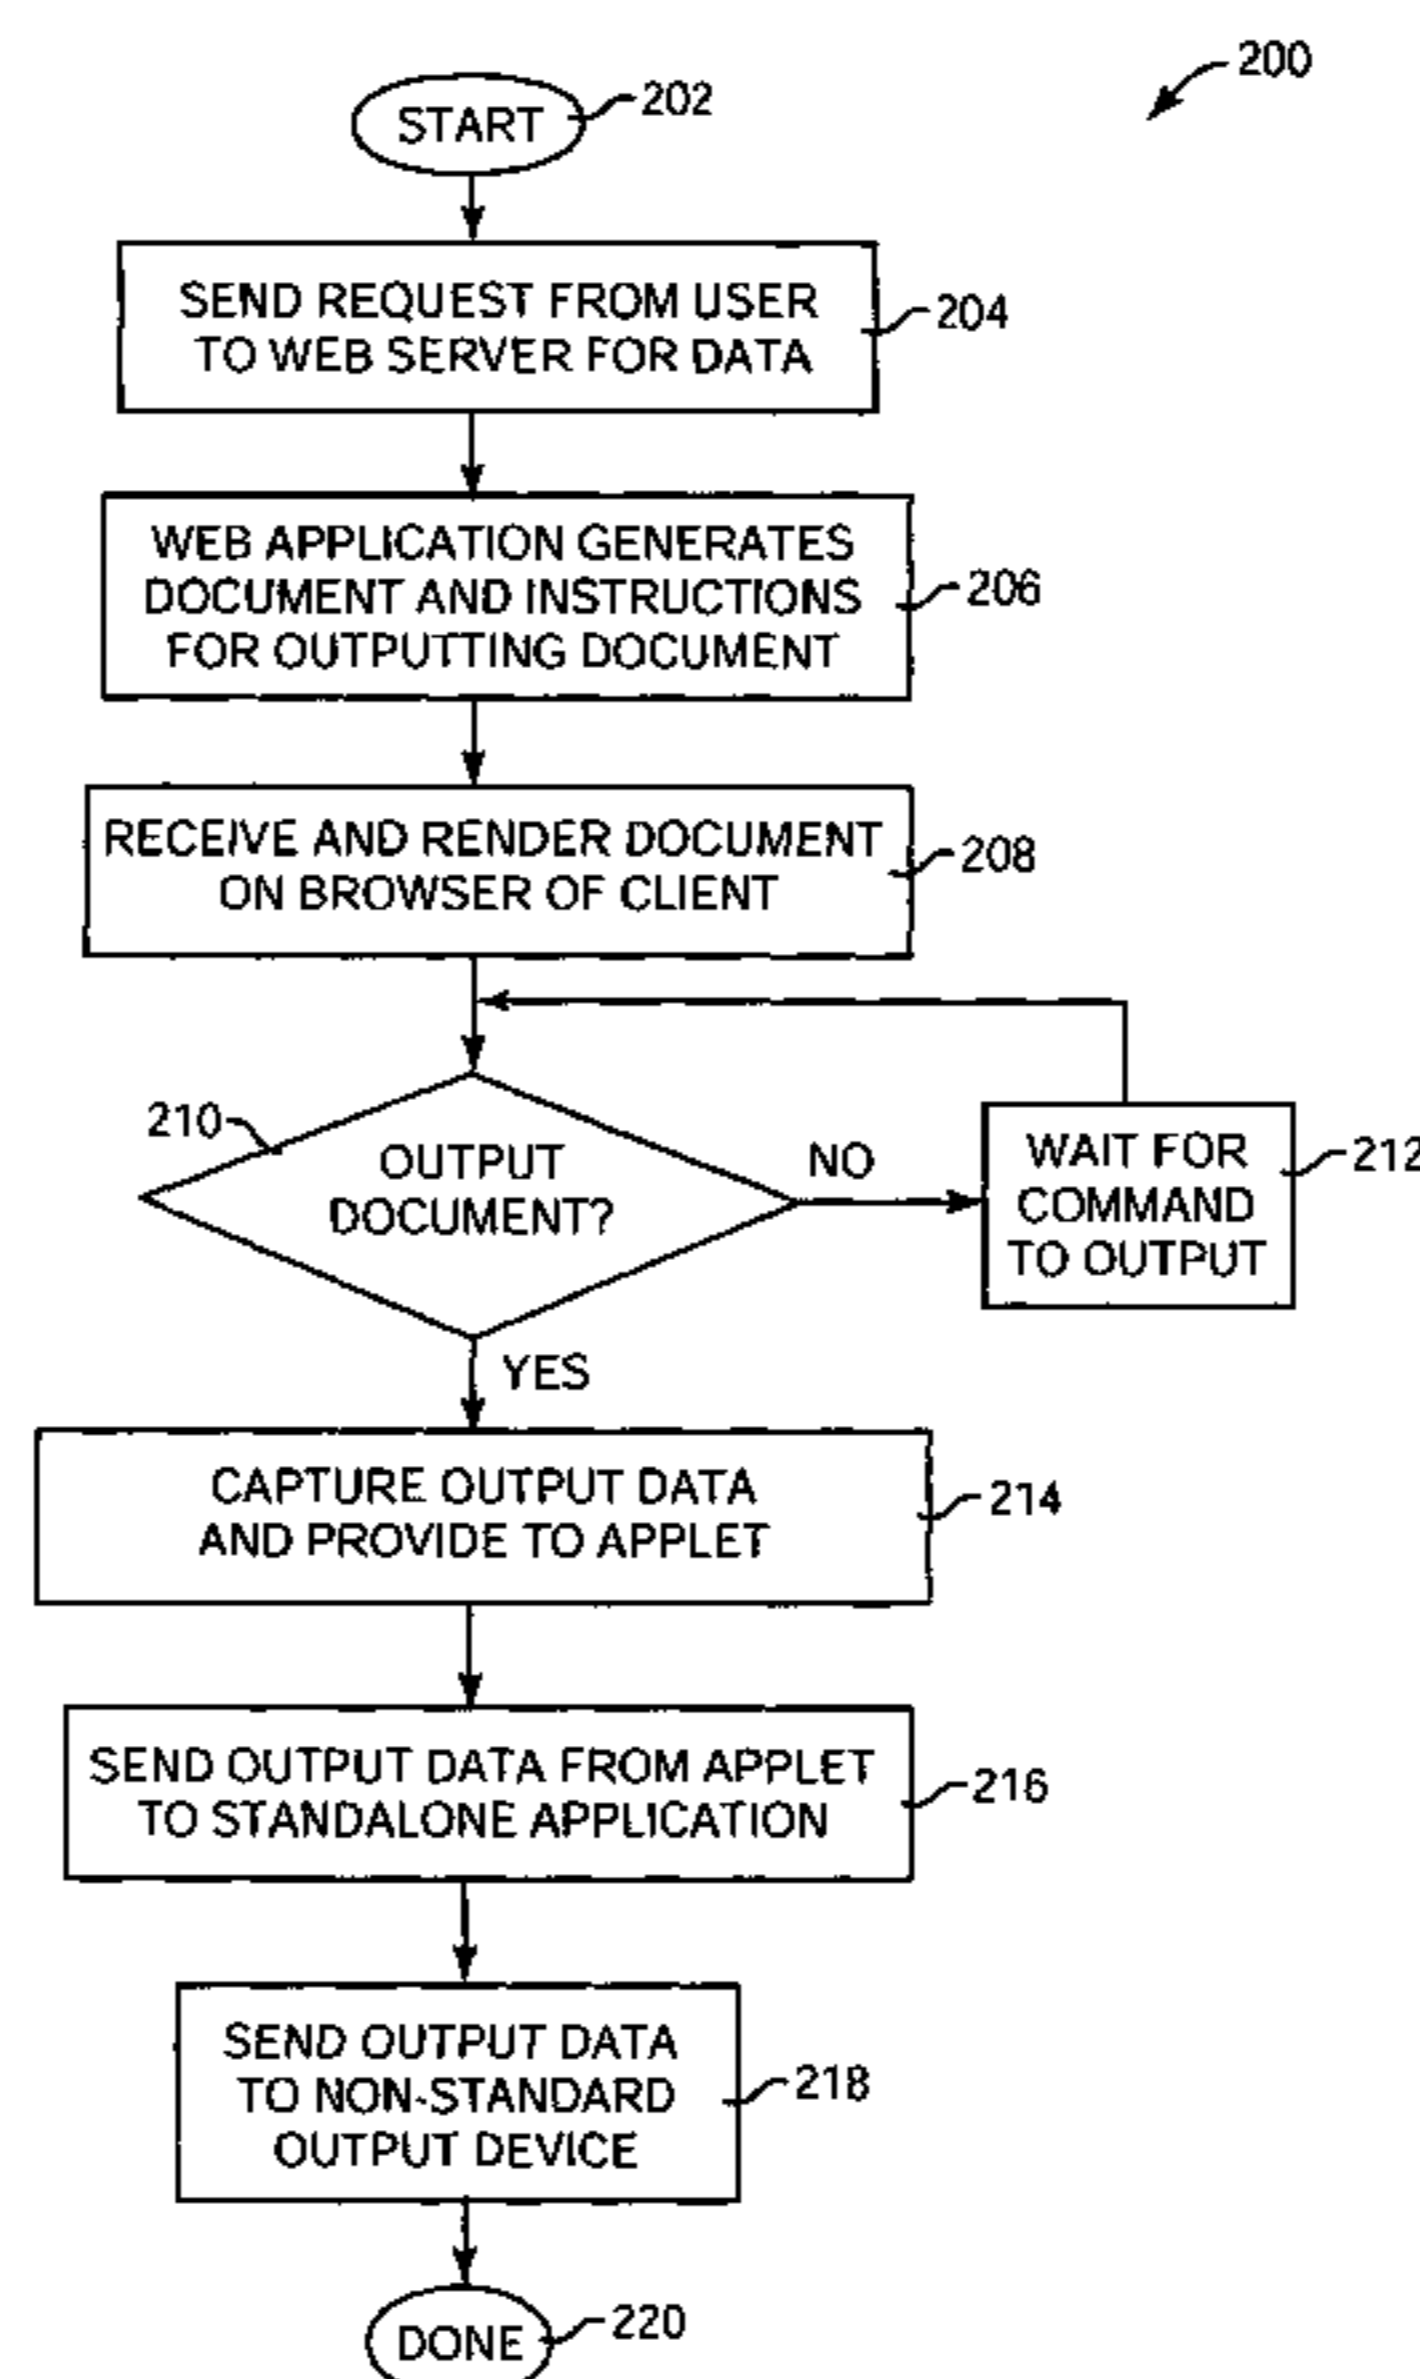 200
START
202
SEND REQUEST FROM USER
TO WEB SERVER FOR DATA
204
WEB APPLICATION GENERATES
DOCUMENT AND INSTRUCTIONS
FOR OUTPUTTING DOCUMENT
206
RECEIVE AND RENDER DOCUMENT
ON BROWSER OF CLIENT
208
210
OUTPUT
DOCUMENT?
NO
WAIT FOR
COMMAND
TO OUTPUT
212
YES
CAPTURE OUTPUT DATA
AND PROVIDE TO APPLET
214
SEND OUTPUT DATA FROM APPLET
TO STANDALONE APPLICATION
216
SEND OUTPUT DATA
TO NON-STANDARD
OUTPUT DEVICE
218
DONE
220